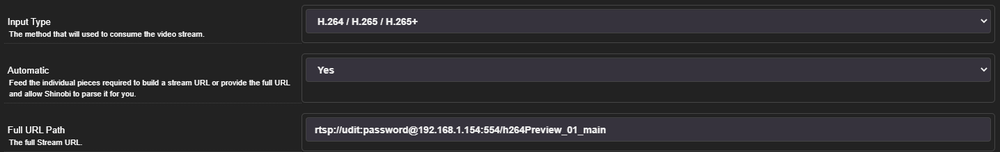 Input Type
The method that will used to consume the video stream.
H.264 / H.265 / H.265+
Automatic
Feed the individual pieces required to build a stream URL or provide the full URL
and allow Shinobi to parse it for you.
Yes
Full URL Path
The full Stream URL.
rtsp://udit:password@192.168.1.154:554/h264Preview_01_main